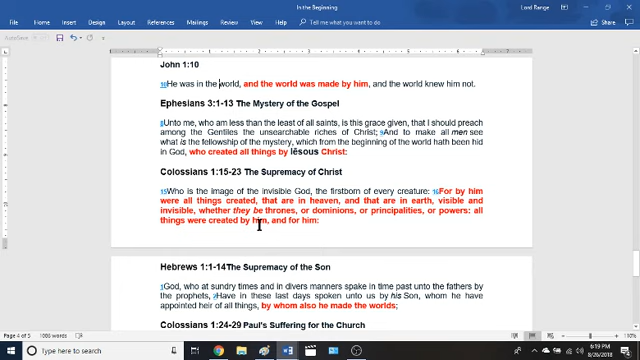 AutoSave
In the Beginning
Lord Range
File Home Insert Design Layout References Mailings Review View Help Tell me what you want to do
John 1:10
10He was in the world, and the world was made by him, and the world knew him not.
Ephesians 3:1-13 The Mystery of the Gospel
8Unto me, who am less than the least of all saints, is this grace given, that I should preach
among the Gentiles the unsearchable riches of Christ; 9And to make all men see
what is the fellowship of the mystery, which from the beginning of the world hath been hid
in God, who created all things by Iēsous Christ:
Colossians 1:15-23 The Supremacy of Christ
15Who is the image of the invisible God, the firstborn of every creature: 16For by him
were all things created, that are in heaven, and that are in earth, visible and
invisible, whether they be thrones, or dominions, or principalities, or powers: all
things were created by him, and for him:
Hebrews 1:1-14The Supremacy of the Son
1God, who at sundry times and in divers manners spake in time past unto the fathers by
the prophets, 2Have in these last days spoken unto us by his Son, whom he have
appointed heir of all things, by whom also he made the worlds;
Colossians 1:24-29 Paul's Suffering for the Church
Page 4 of 5 1006 words
Type here to search
6:19 PM
8/26/2018